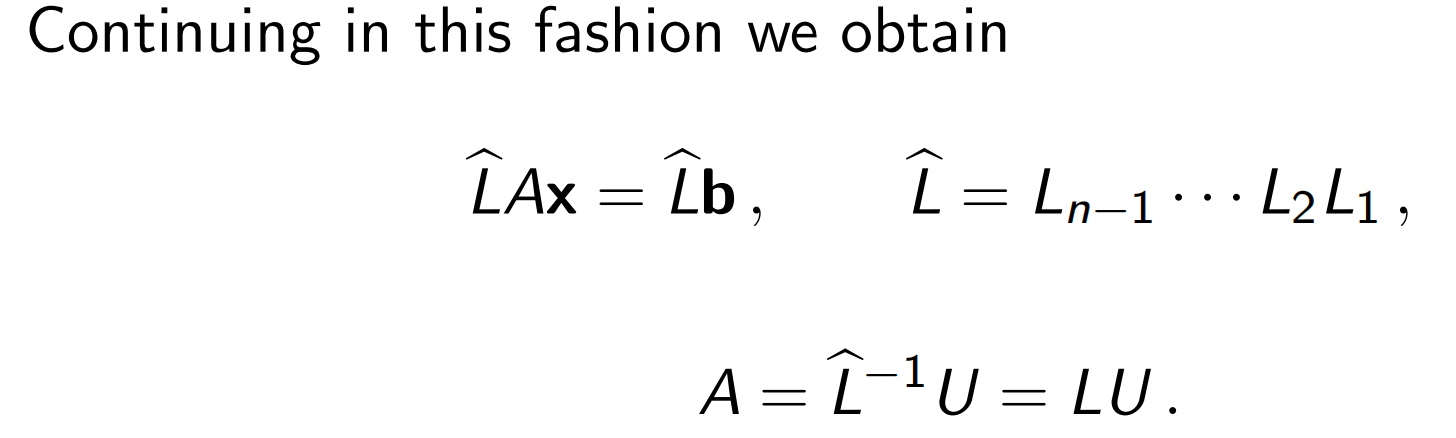 Continuing in this fashion we obtain
$\widehat{L}A\mathbf{x} = \widehat{L}\mathbf{b}\,, \qquad \widehat{L} = L_{n-1} \cdots L_2 L_1\,,$
$A = \widehat{L}^{-1}U = LU\,.$